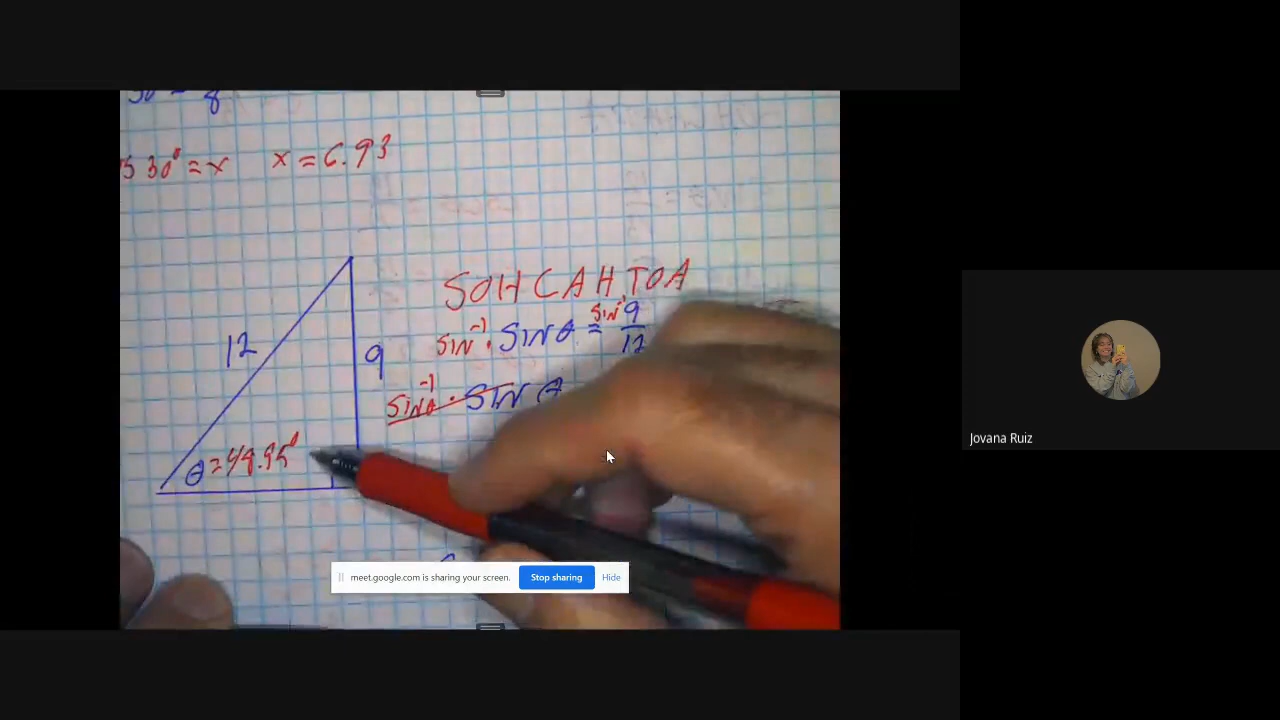 30° = x x = 6.93
SOH CAH TOA
12
9
sin⁻¹ · sin θ = sin⁻¹ 9/12
sinθ⁻¹ · sin θ
θ = 48.95°
meet.google.com is sharing your screen. Stop sharing Hide
Jovana Ruiz